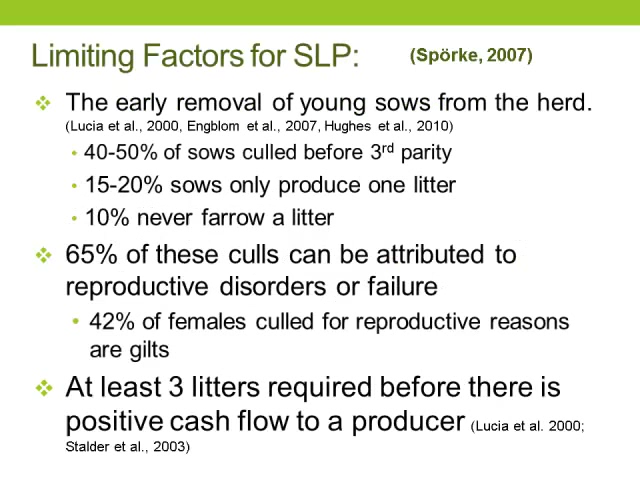 Limiting Factors for SLP: (Spörke, 2007)
❖ The early removal of young sows from the herd.
(Lucia et al., 2000, Engblom et al., 2007, Hughes et al., 2010)
• 40-50% of sows culled before 3rd parity
• 15-20% sows only produce one litter
• 10% never farrow a litter
❖ 65% of these culls can be attributed to
reproductive disorders or failure
• 42% of females culled for reproductive reasons
are gilts
❖ At least 3 litters required before there is
positive cash flow to a producer (Lucia et al. 2000;
Stalder et al., 2003)